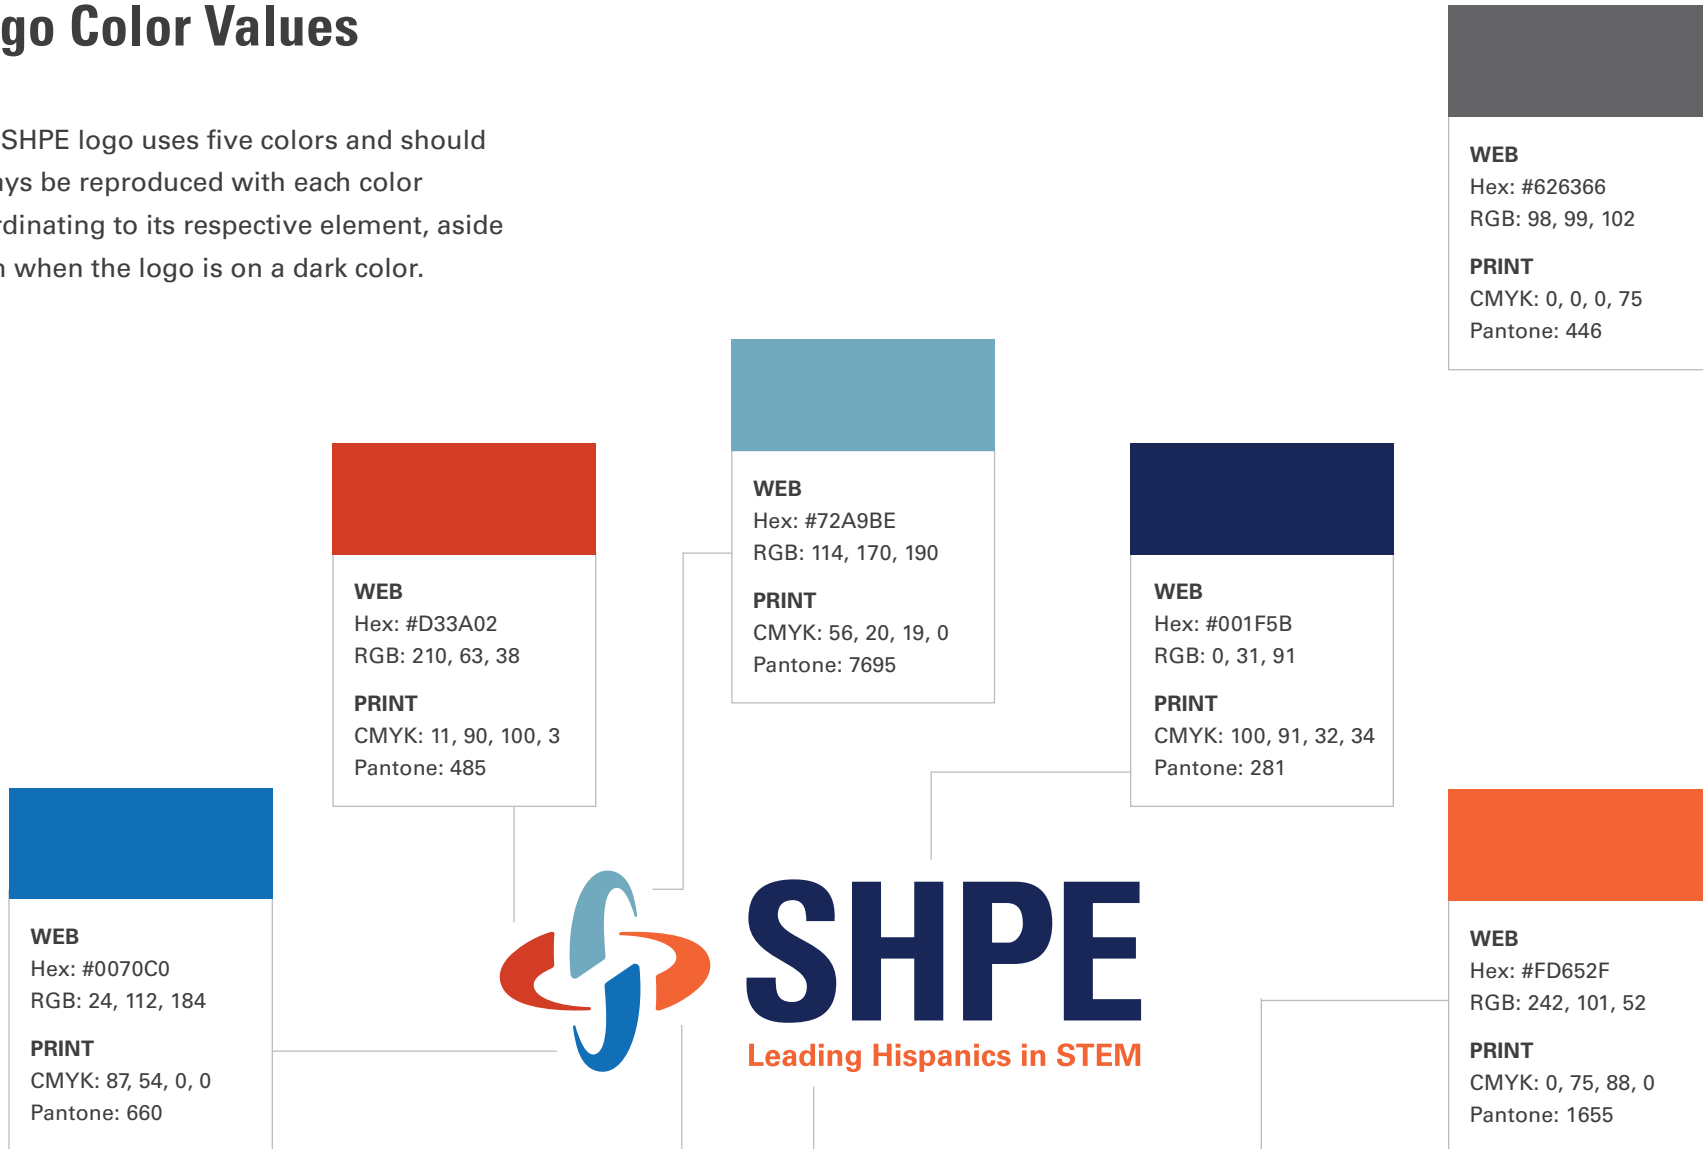 go Color Values
SHPE logo uses five colors and should
ays be reproduced with each color
rdinating to its respective element, aside
when the logo is on a dark color.
WEB
Hex: #626366
RGB: 98, 99, 102
PRINT
CMYK: 0, 0, 0, 75
Pantone: 446
WEB
Hex: #72A9BE
RGB: 114, 170, 190
PRINT
CMYK: 56, 20, 19, 0
Pantone: 7695
WEB
Hex: #D33A02
RGB: 210, 63, 38
PRINT
CMYK: 11, 90, 100, 3
Pantone: 485
WEB
Hex: #001F5B
RGB: 0, 31, 91
PRINT
CMYK: 100, 91, 32, 34
Pantone: 281
WEB
Hex: #0070C0
RGB: 24, 112, 184
PRINT
CMYK: 87, 54, 0, 0
Pantone: 660
SHPE
Leading Hispanics in STEM
WEB
Hex: #FD652F
RGB: 242, 101, 52
PRINT
CMYK: 0, 75, 88, 0
Pantone: 1655